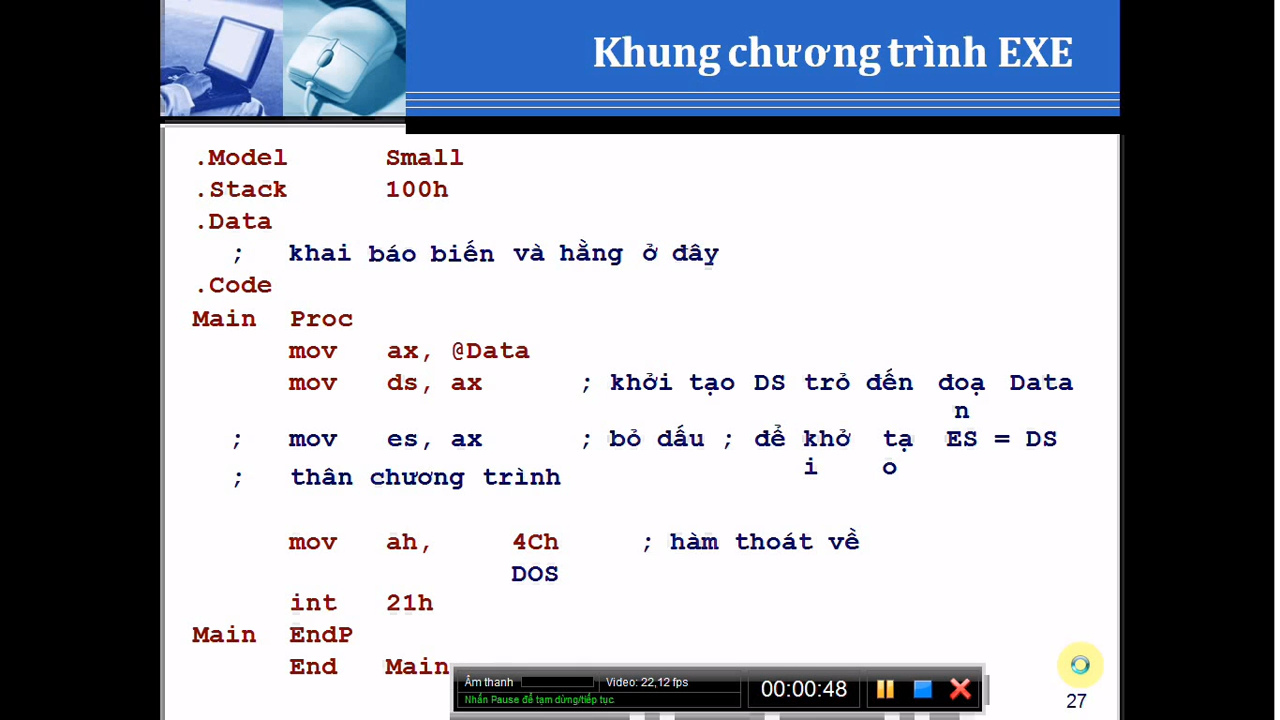 Khung chương trình EXE
.Model Small
.Stack 100h
.Data
; khai báo biến và hằng ở đây
.Code
Main Proc
mov ax, @Data
mov ds, ax ; khởi tạo DS trỏ đến đoạ Data
n
; mov es, ax ; bỏ dấu ; để khở tạ ES = DS
i o
; thân chương trình
mov ah, 4Ch ; hàm thoát về
DOS
int 21h
Main EndP
End Main
Âm thanh Video: 22,12 fps
00:00:48
Nhấn Pause để tạm dừng/tiếp tục
27